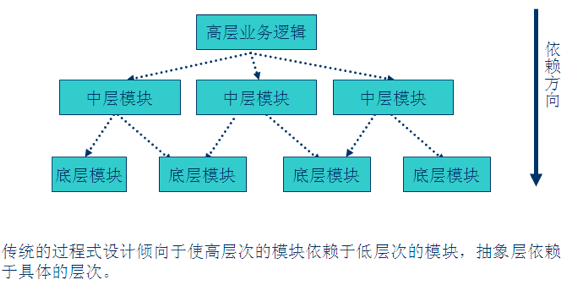 高层业务逻辑
依赖方向
中层模块
中层模块
中层模块
底层模块
底层模块
底层模块
底层模块
传统的过程式设计倾向于使高层次的模块依赖于低层次的模块，抽象层依赖
于具体的层次。